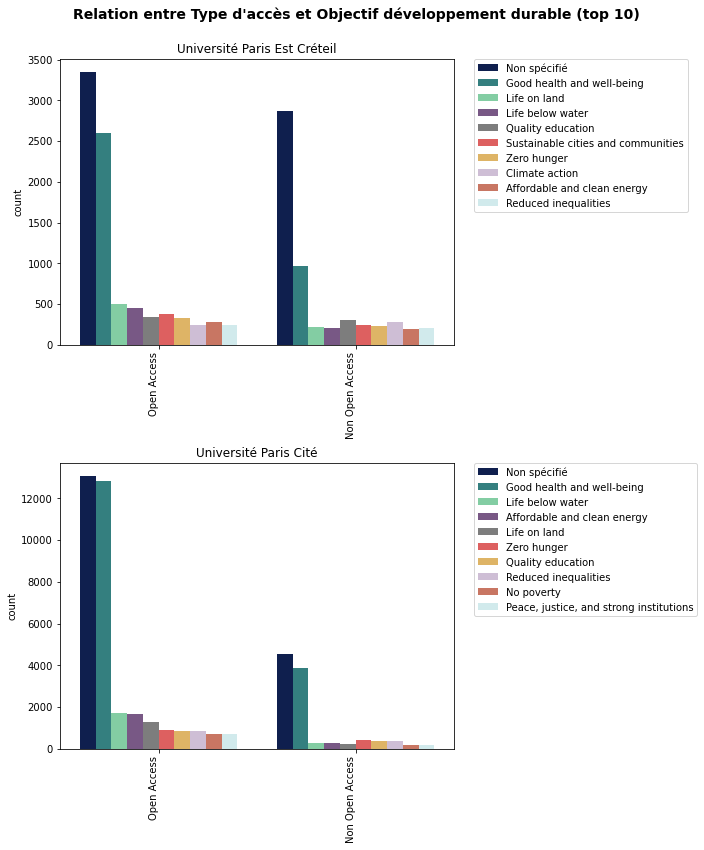 Relation entre Type d'accès et Objectif développement durable (top 10)
Université Paris Est Créteil
3500
3000
2500
2000
1500
1000
500
0
count
Open Access
Non Open Access
Non spécifié
Good health and well-being
Life on land
Life below water
Quality education
Sustainable cities and communities
Zero hunger
Climate action
Affordable and clean energy
Reduced inequalities
Université Paris Cité
12000
10000
8000
6000
4000
2000
0
count
Open Access
Non Open Access
Non spécifié
Good health and well-being
Life below water
Affordable and clean energy
Life on land
Zero hunger
Quality education
Reduced inequalities
No poverty
Peace, justice, and strong institutions